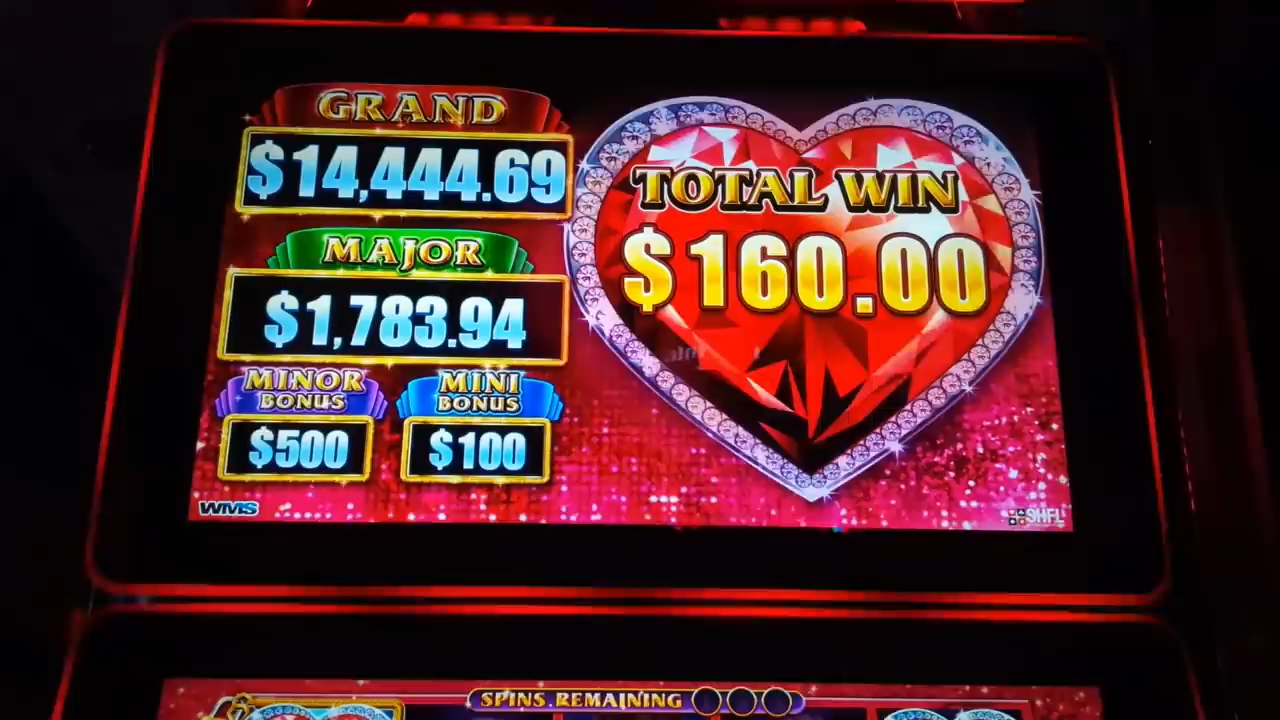 GRAND
$14,444.69
MAJOR
$1,783.94
MINOR
BONUS
$500
MINI
BONUS
$100
TOTAL WIN
$160.00
WMS
SHFL
SPINS REMAINING